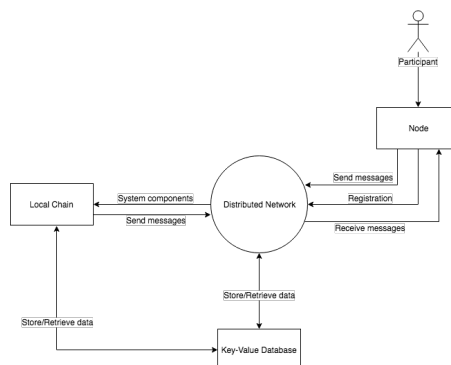 Participant
Node
Send messages
System components
Registration
Local Chain
Distributed Network
Send messages
Receive messages
Store/Retrieve data
Store/Retrieve data
Key-Value Database